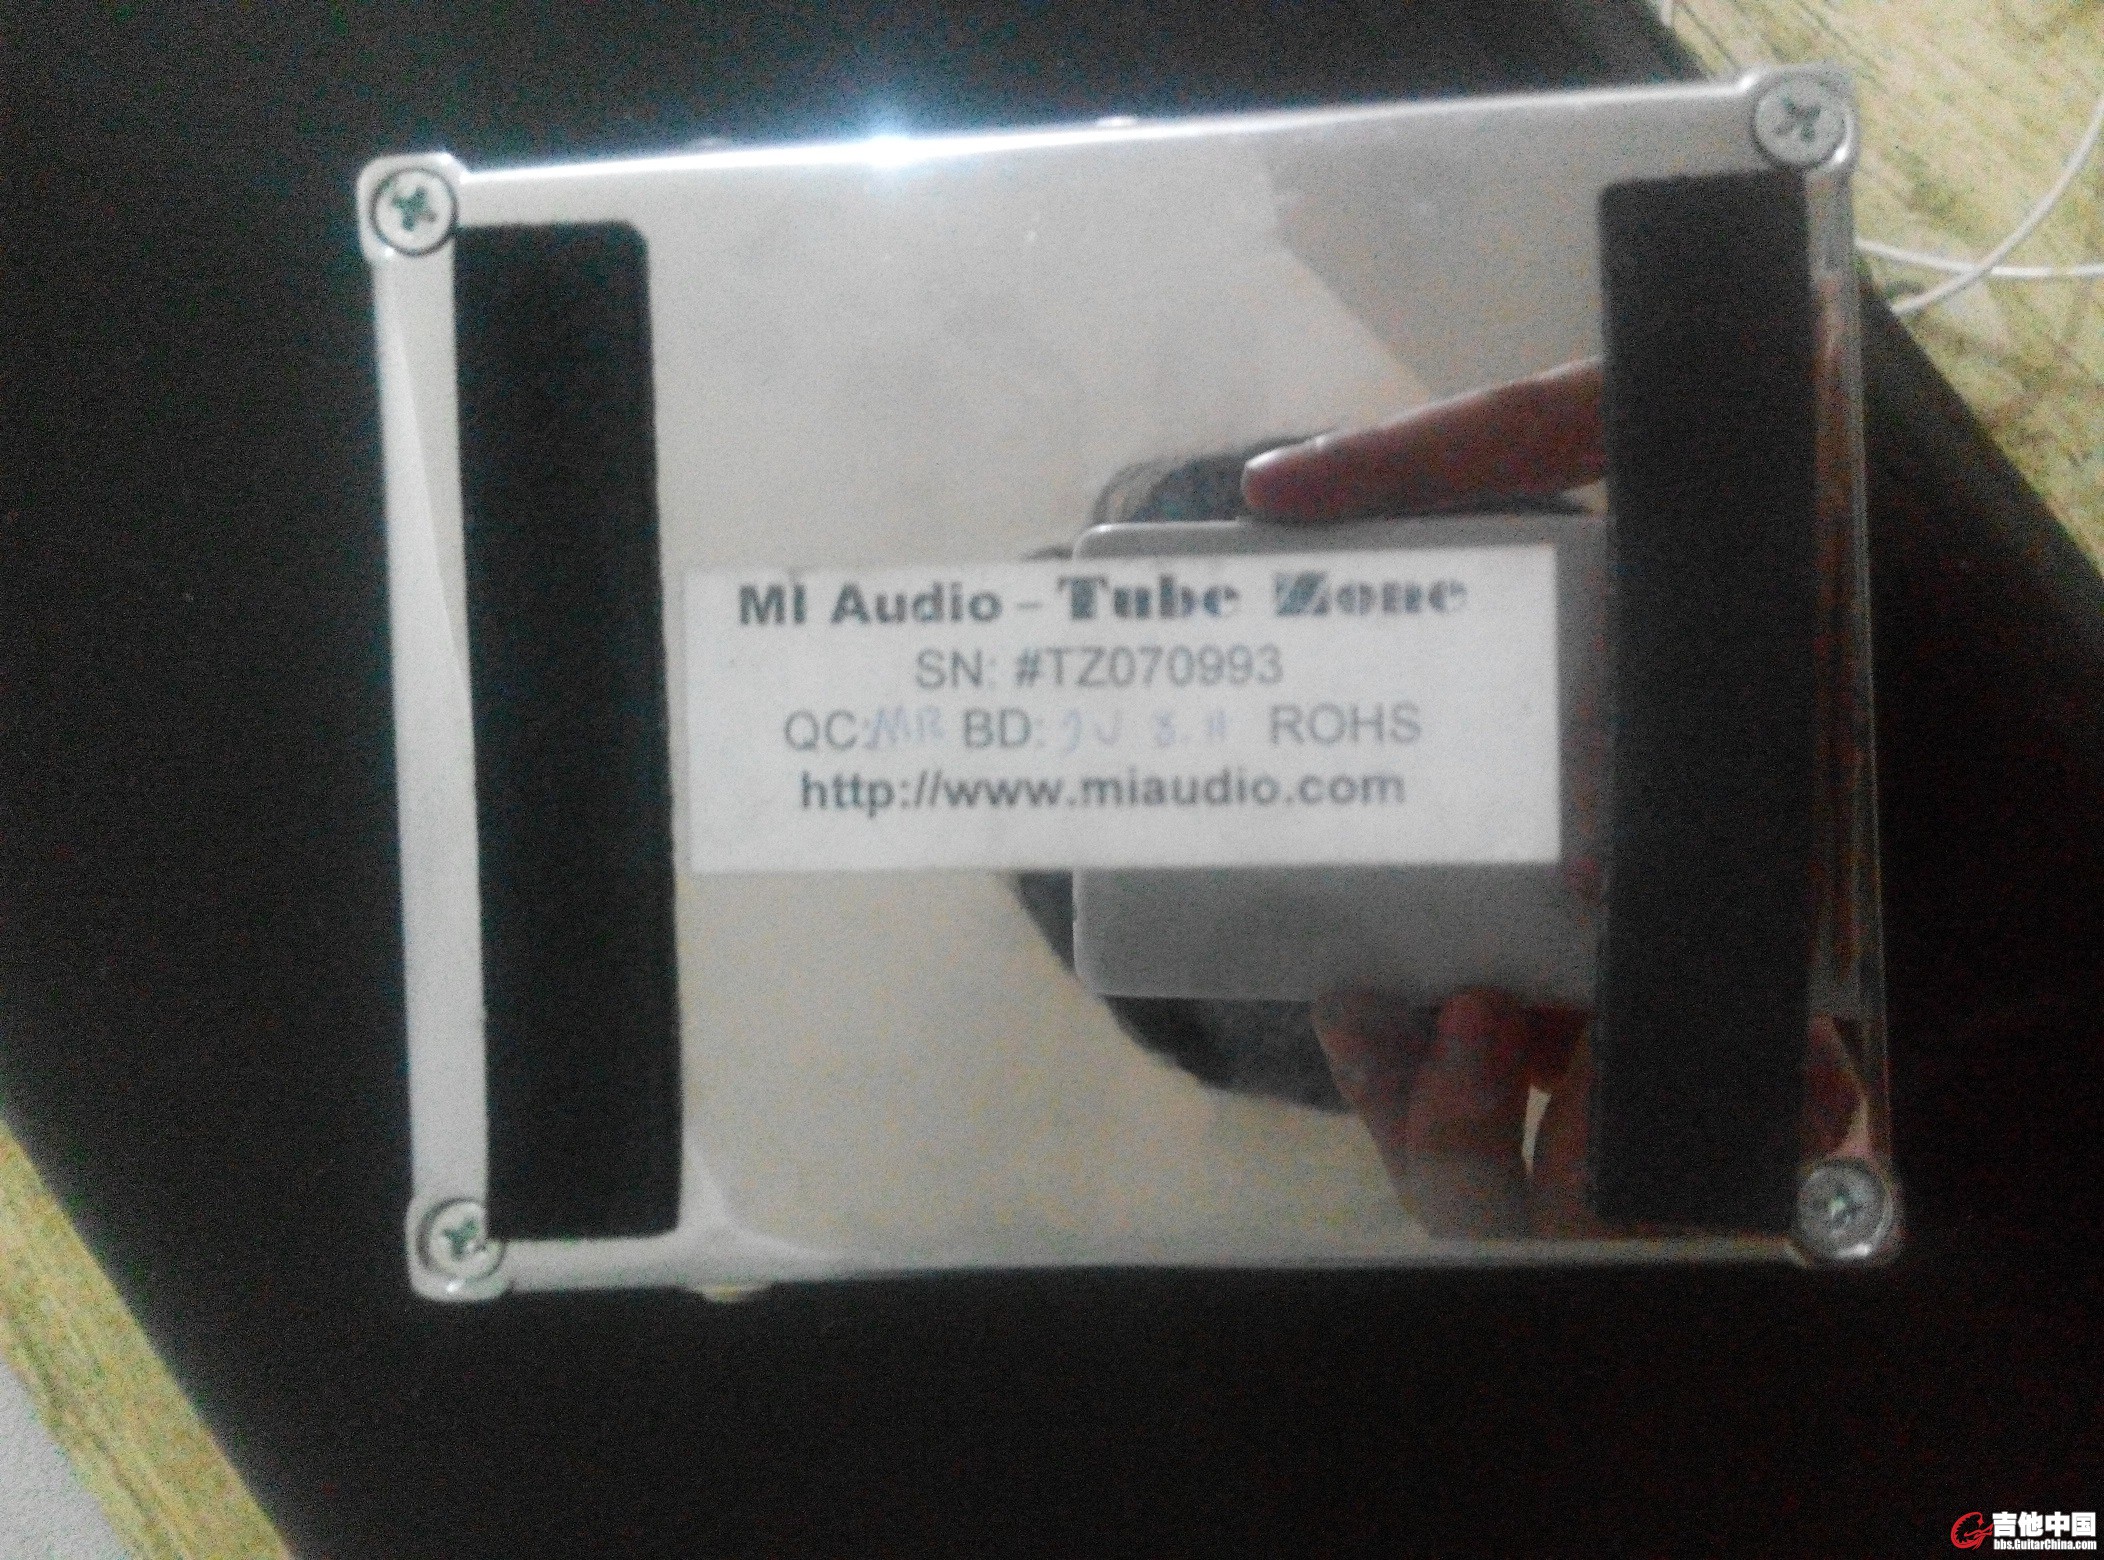 MI Audio – Tube Zone
SN: #TZ070993
QC: MR BD: ROHS
http://www.miaudio.com
吉他中国
bbs.GuitarChina.com